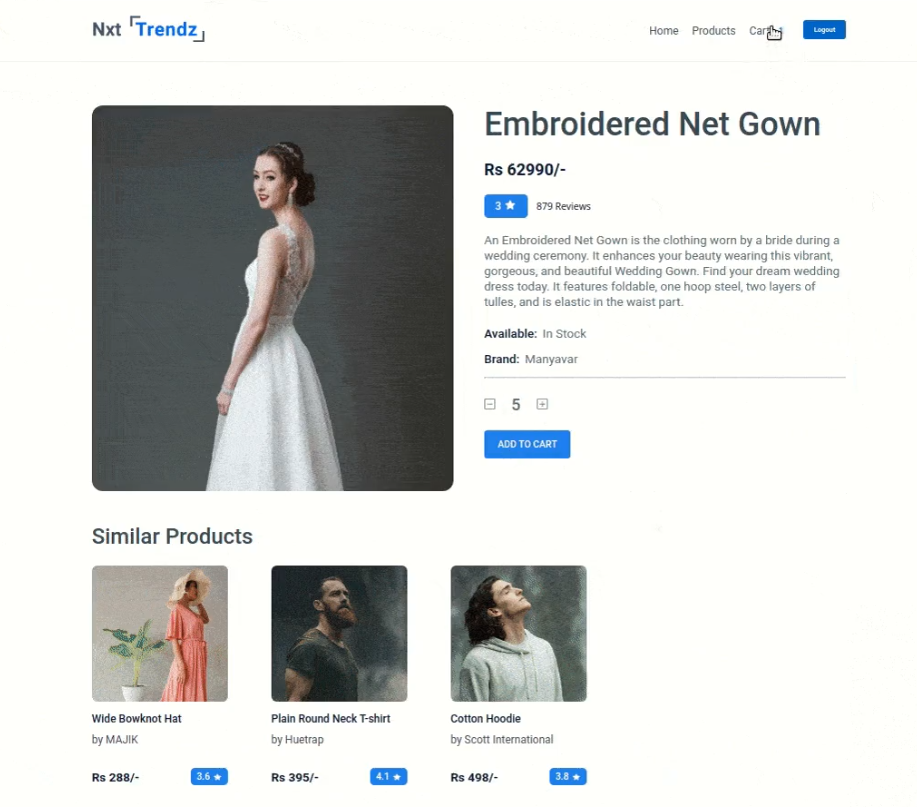 Nxt Trendz
Home Products Cart
Logout
Embroidered Net Gown
Rs 62990/-
3 879 Reviews
An Embroidered Net Gown is the clothing worn by a bride during a
wedding ceremony. It enhances your beauty wearing this vibrant,
gorgeous, and beautiful Wedding Gown. Find your dream wedding
dress today. It features foldable, one hoop steel, two layers of
tulles, and is elastic in the waist part.
Available: In Stock
Brand: Manyavar
5
ADD TO CART
Similar Products
Wide Bowknot Hat
by MAJIK
Rs 288/- 3.6
Plain Round Neck T-shirt
by Huetrap
Rs 395/- 4.1
Cotton Hoodie
by Scott International
Rs 498/- 3.8